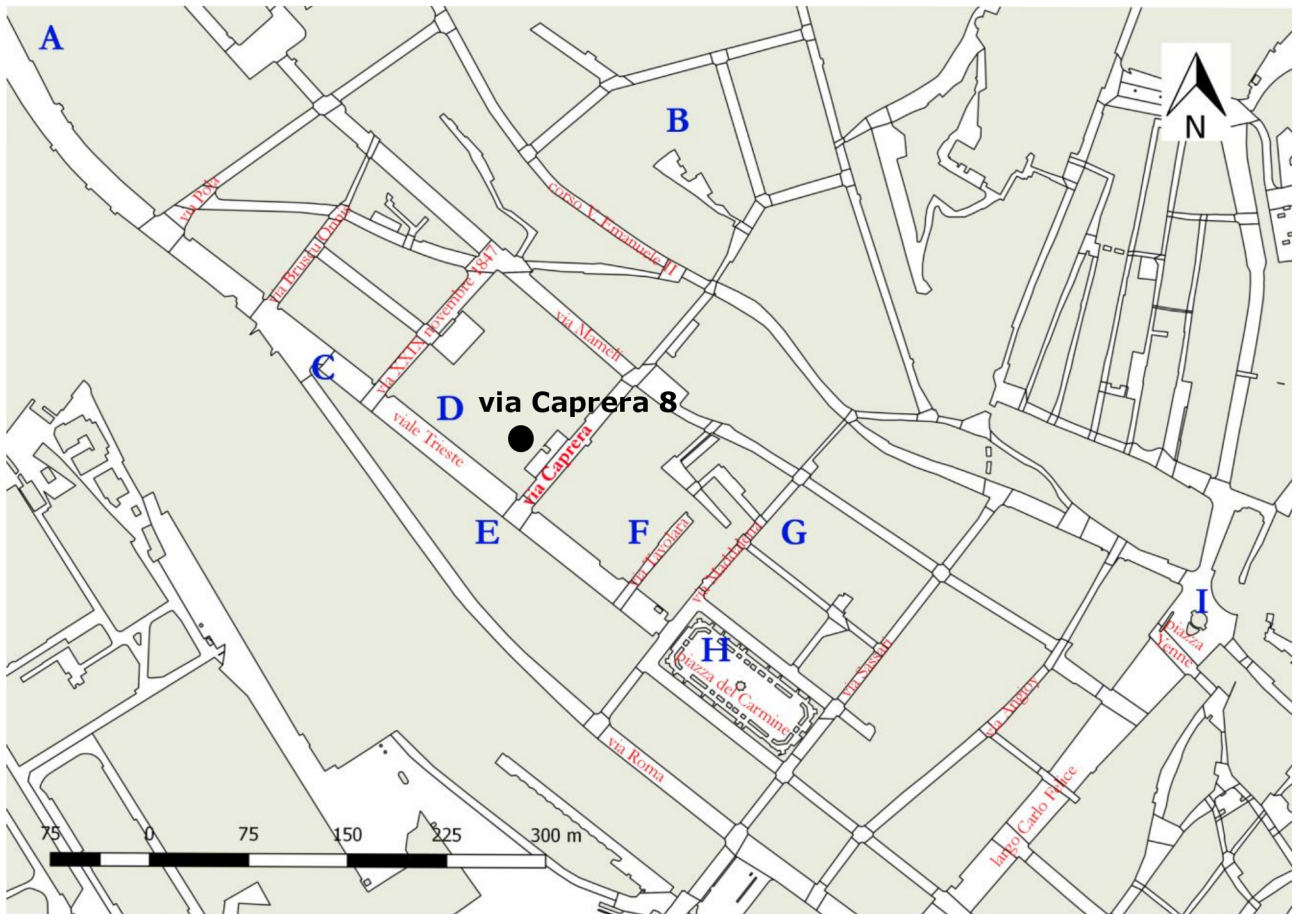 A
B
N
via Pola
corso V. Emanuele II
via Bruscu Onnis
via XXIX novembre 1847
via Mameli
C
D
via Caprera 8
viale Trieste
via Caprera
E
F
G
via Tavolara
via Maddalena
I
piazza
Yenne
H
piazza del Carmine
via Sassari
via Angioy
via Roma
largo Carlo Felice
75 0 75 150 225 300 m